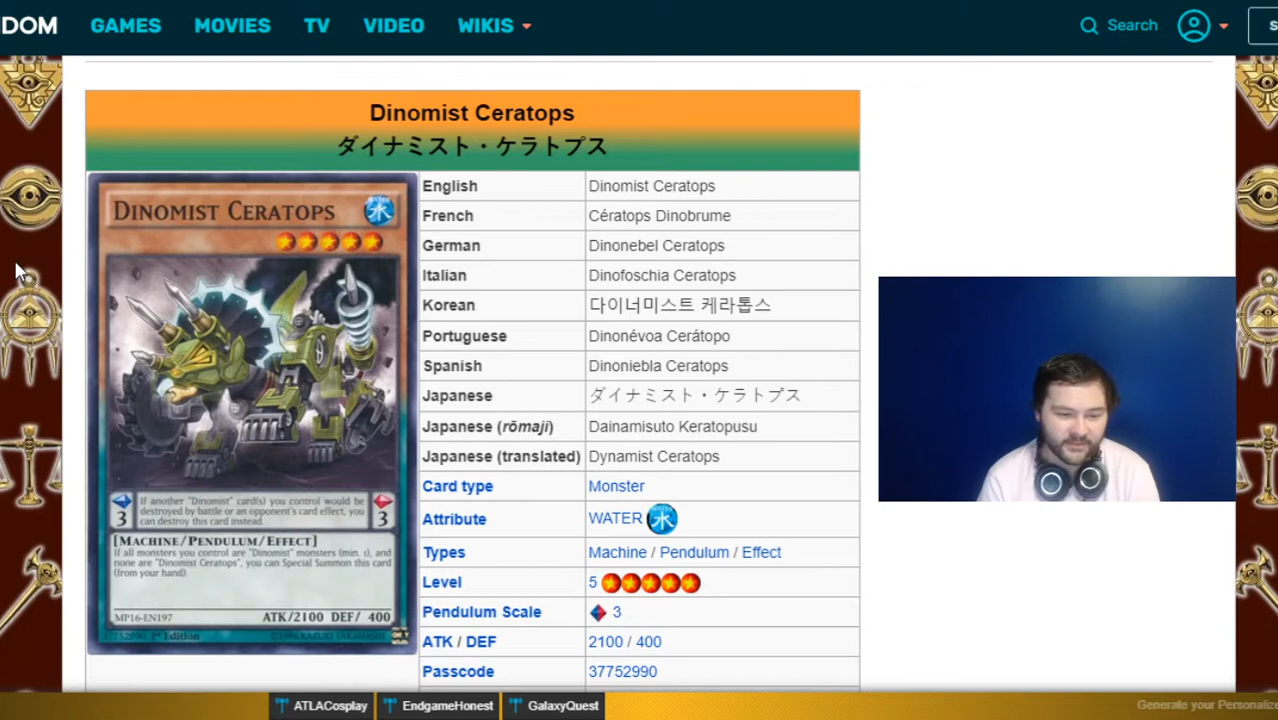 DOM GAMES MOVIES TV VIDEO WIKIS Search
Dinomist Ceratops
ダイナミスト・ケラトプス
DINOMIST CERATOPS
水
3
If another "Dinomist" card(s) you control would be
destroyed by battle or an opponent's card effect, you
can destroy this card instead.
3
[MACHINE/PENDULUM/EFFECT]
If all monsters you control are "Dinomist" monsters (min. 1), and
none are "Dinomist Ceratops", you can Special Summon this card
(from your hand).
MP16-EN197 ATK/2100 DEF/ 400
37752990 1st Edition ©1996 KAZUKI TAKAHASHI
English Dinomist Ceratops
French Cératops Dinobrume
German Dinonebel Ceratops
Italian Dinofoschia Ceratops
Korean 다이너미스트 케라톱스
Portuguese Dinonévoa Cerátopo
Spanish Dinoniebla Ceratops
Japanese ダイナミスト・ケラトプス
Japanese (rōmaji) Dainamisuto Keratopusu
Japanese (translated) Dynamist Ceratops
Card type Monster
Attribute WATER 水
Types Machine / Pendulum / Effect
Level 5
Pendulum Scale 3
ATK / DEF 2100 / 400
Passcode 37752990
ATLACosplay EndgameHonest GalaxyQuest Generate your Personalize